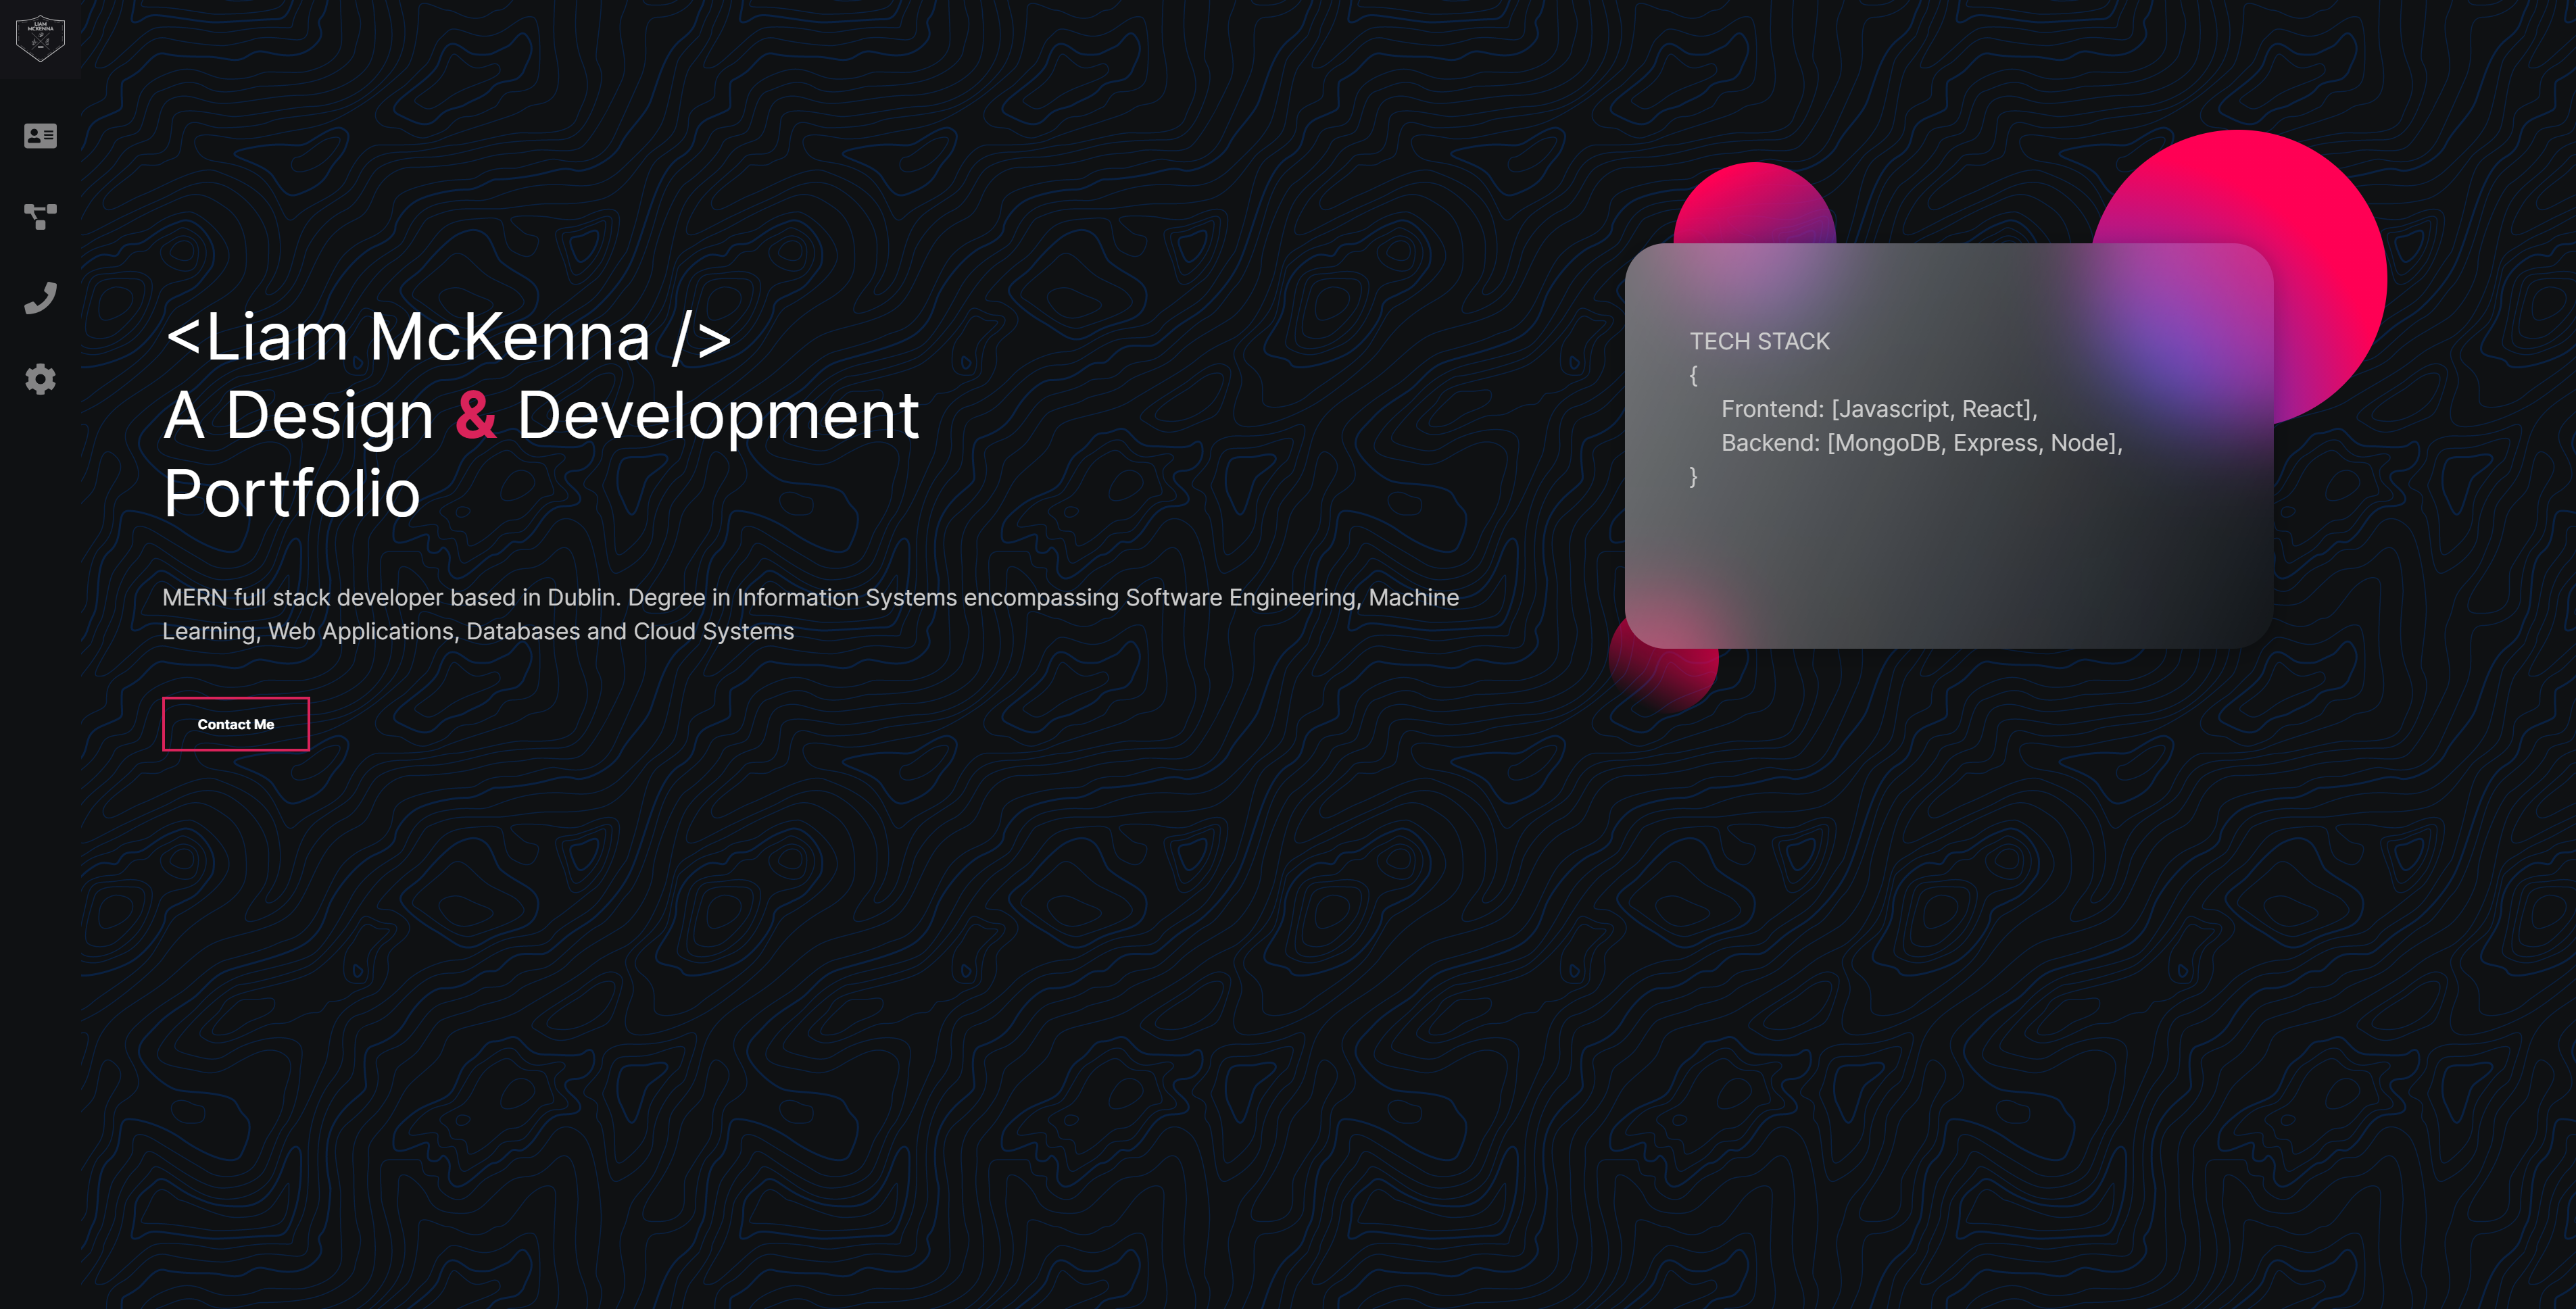 LIAM
MCKENNA
<Liam McKenna />
A Design & Development
Portfolio
MERN full stack developer based in Dublin. Degree in Information Systems encompassing Software Engineering, Machine
Learning, Web Applications, Databases and Cloud Systems
Contact Me
TECH STACK
{
Frontend: [Javascript, React],
Backend: [MongoDB, Express, Node],
}